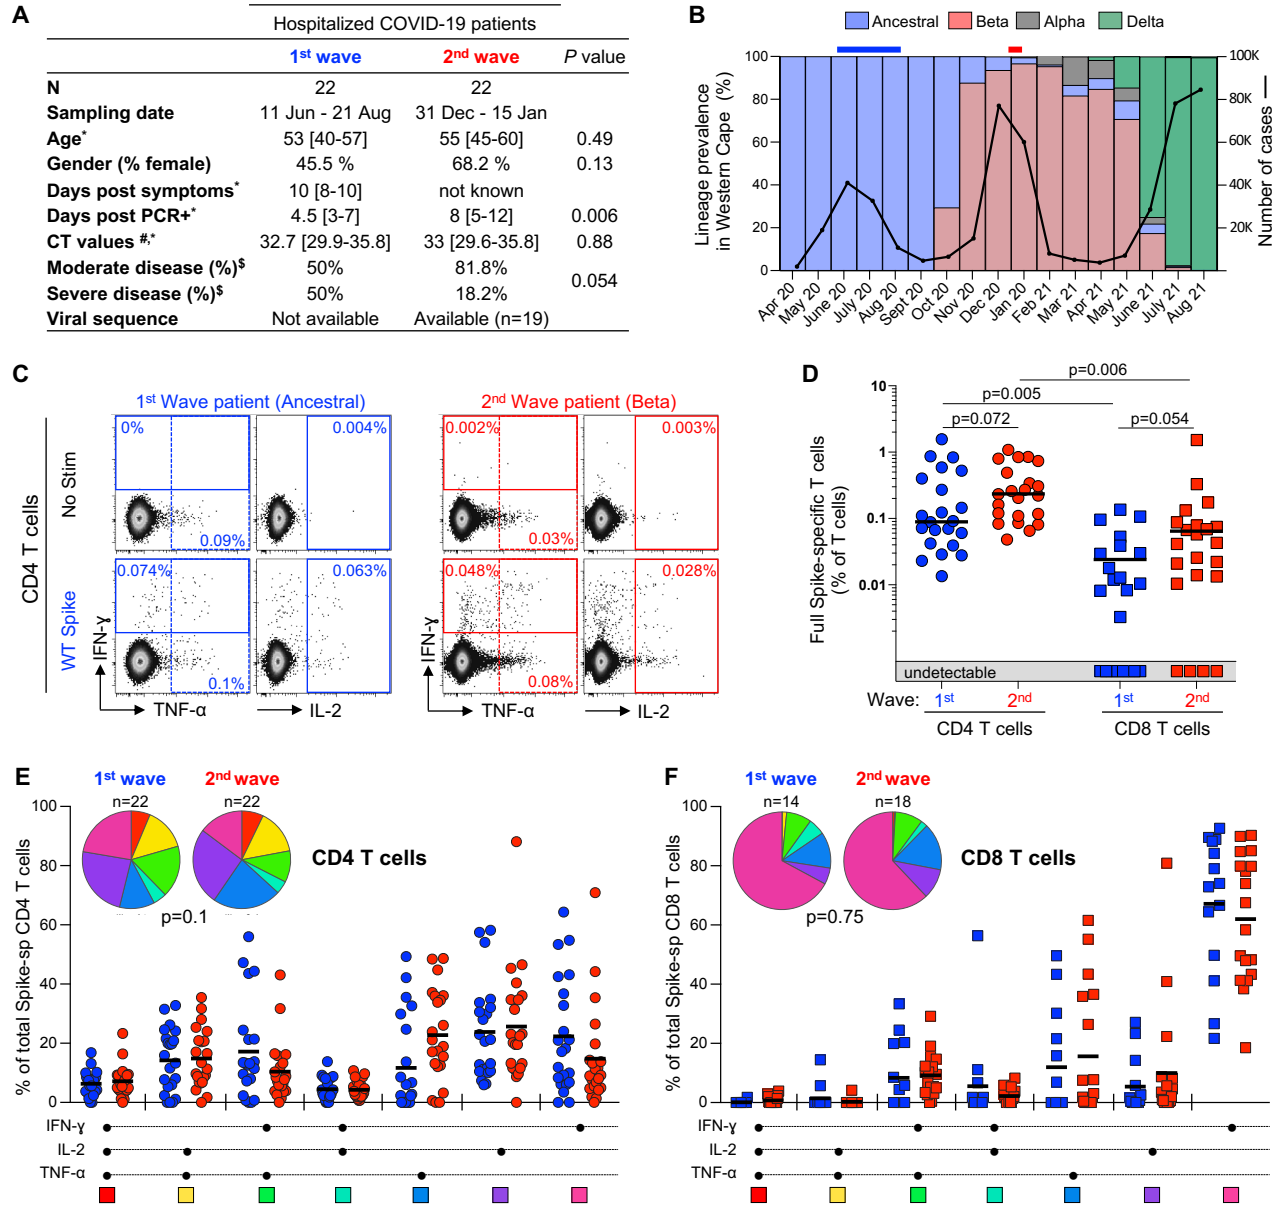 A
Hospitalized COVID-19 patients
1st wave 2nd wave P value
N 22 22
Sampling date 11 Jun - 21 Aug 31 Dec - 15 Jan
Age* 53 [40-57] 55 [45-60] 0.49
Gender (% female) 45.5 % 68.2 % 0.13
Days post symptoms* 10 [8-10] not known
Days post PCR+* 4.5 [3-7] 8 [5-12] 0.006
CT values #,* 32.7 [29.9-35.8] 33 [29.6-35.8] 0.88
Moderate disease (%)$ 50% 81.8%
0.054
Severe disease (%)$ 50% 18.2%
Viral sequence Not available Available (n=19)
B
Ancestral Beta Alpha Delta
Lineage prevalence
in Western Cape (%)
100
80
60
40
20
0
100K
80K
60K
40K
20K
Number of cases
Apr 20 May 20 June 20 July 20 Aug 20 Sept 20 Oct 20 Nov 20 Dec 20 Jan 20 Feb 21 Mar 21 Apr 21 May 21 June 21 July 21 Aug 21
C
1st Wave patient (Ancestral) 2nd Wave patient (Beta)
CD4 T cells
No Stim
0% 0.004% 0.002% 0.003%
0.09% 0.03%
WT Spike
0.074% 0.063% 0.048% 0.028%
0.1% 0.08%
IFN-ɣ IFN-ɣ
TNF-α IL-2 TNF-α IL-2
D
p=0.006
p=0.005
p=0.072 p=0.054
Full Spike-specific T cells
(% of T cells)
10
1
0.1
0.01
undetectable
Wave: 1st 2nd 1st 2nd
CD4 T cells CD8 T cells
E
1st wave 2nd wave
n=22 n=22
CD4 T cells
p=0.1
% of total Spike-sp CD4 T cells
100
80
60
40
20
0
IFN-ɣ
IL-2
TNF-α
F
1st wave 2nd wave
n=14 n=18
CD8 T cells
p=0.75
% of total Spike-sp CD8 T cells
100
80
60
40
20
0
IFN-ɣ
IL-2
TNF-α